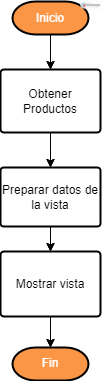 Inicio
Obtener
Productos
Preparar datos de
la vista
Mostrar vista
Fin